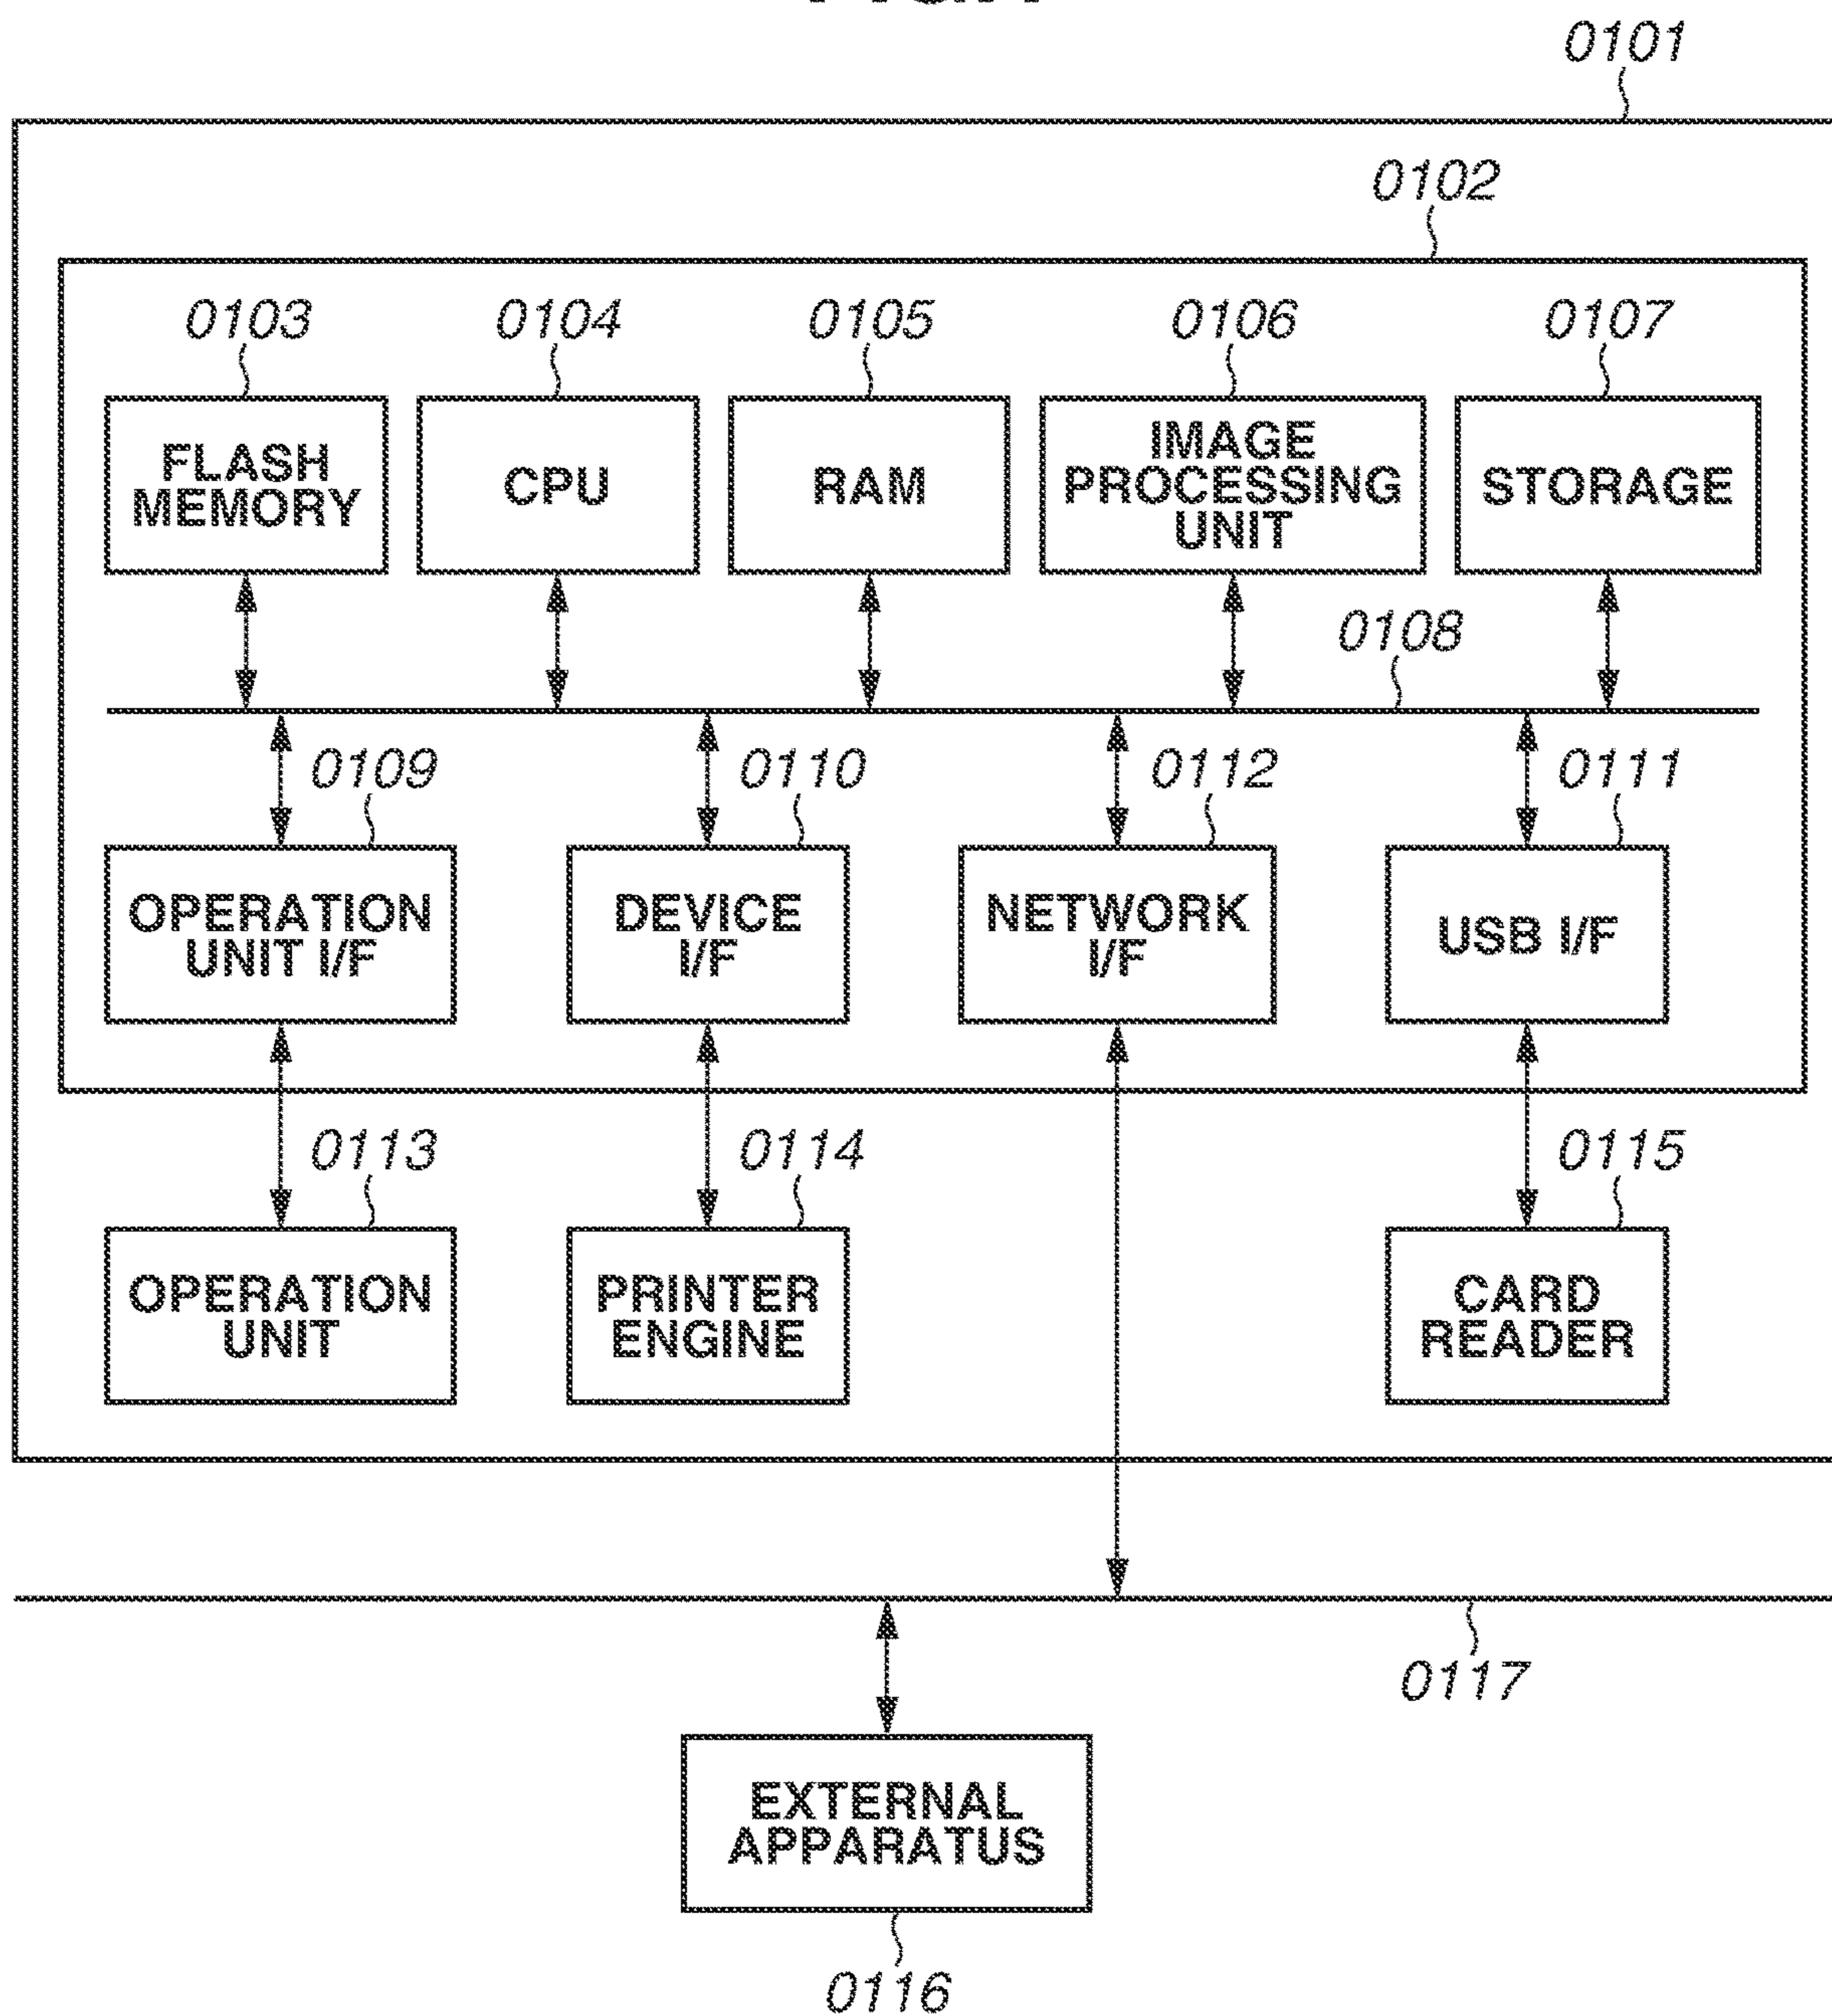 0101
0102
0103
0104
0105
0106
0107
FLASH
MEMORY
CPU
RAM
IMAGE
PROCESSING
UNIT
STORAGE
0108
0109
0110
0112
0111
OPERATION
UNIT I/F
DEVICE
I/F
NETWORK
I/F
USB I/F
0113
0114
0115
OPERATION
UNIT
PRINTER
ENGINE
CARD
READER
0117
EXTERNAL
APPARATUS
0116